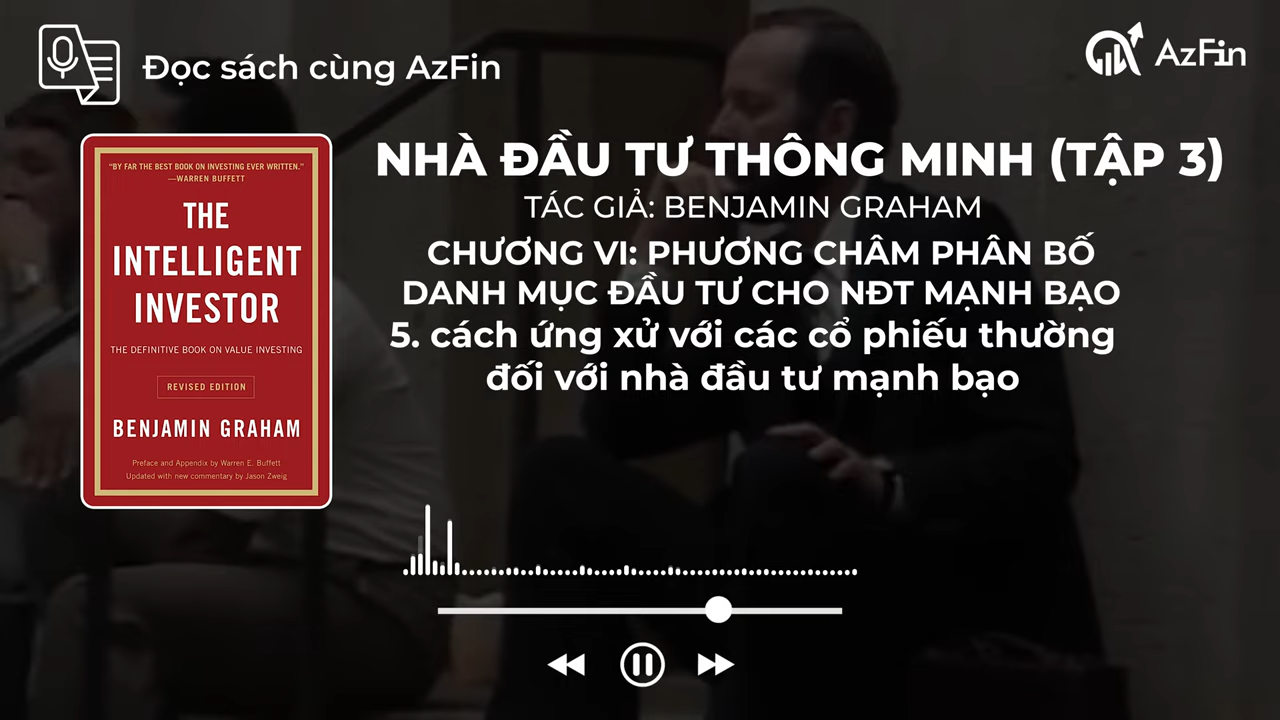 Đọc sách cùng AzFin
AzFin
"BY FAR THE BEST BOOK ON INVESTING EVER WRITTEN."
—WARREN BUFFETT
THE
INTELLIGENT
INVESTOR
THE DEFINITIVE BOOK ON VALUE INVESTING
REVISED EDITION
BENJAMIN GRAHAM
Preface and Appendix by Warren E. Buffett
Updated with new commentary by Jason Zweig
NHÀ ĐẦU TƯ THÔNG MINH (TẬP 3)
TÁC GIẢ: BENJAMIN GRAHAM
CHƯƠNG VI: PHƯƠNG CHÂM PHÂN BỐ
DANH MỤC ĐẦU TƯ CHO NĐT MẠNH BẠO
5. cách ứng xử với các cổ phiếu thường
đối với nhà đầu tư mạnh bạo